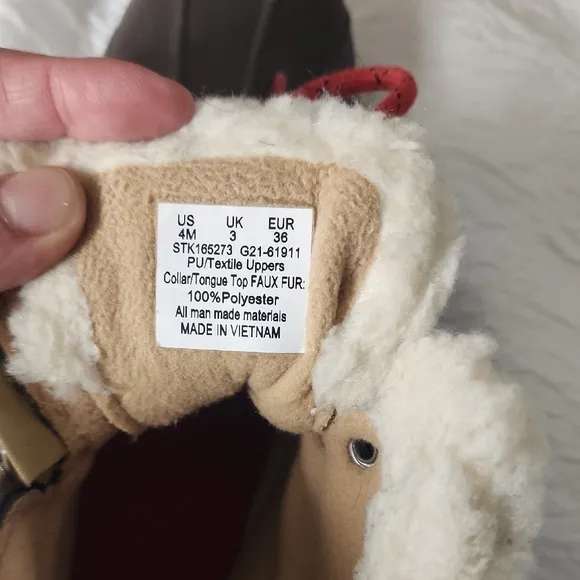 US UK EUR
4M 3 36
STK165273 G21-61911
PU/Textile Uppers
Collar/Tongue Top FAUX FUR:
100%Polyester
All man made materials
MADE IN VIETNAM